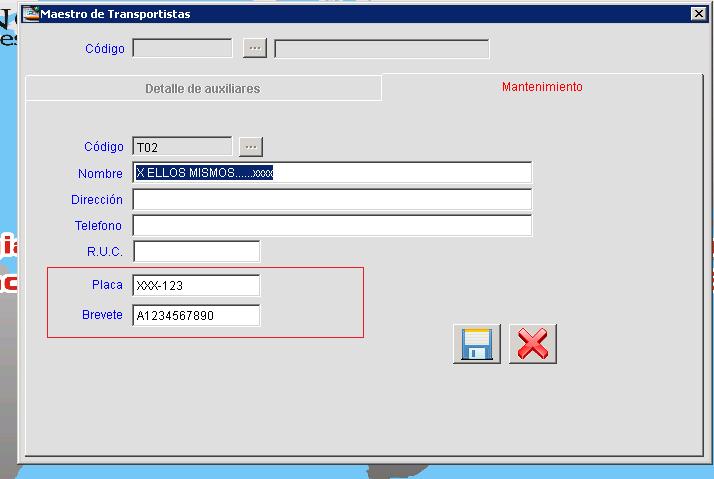 Maestro de Transportistas
Código
Detalle de auxiliares
Mantenimiento
Código T02
Nombre X ELLOS MISMOS......xxxx
Dirección
Telefono
R.U.C.
Placa XXX-123
Brevete A1234567890